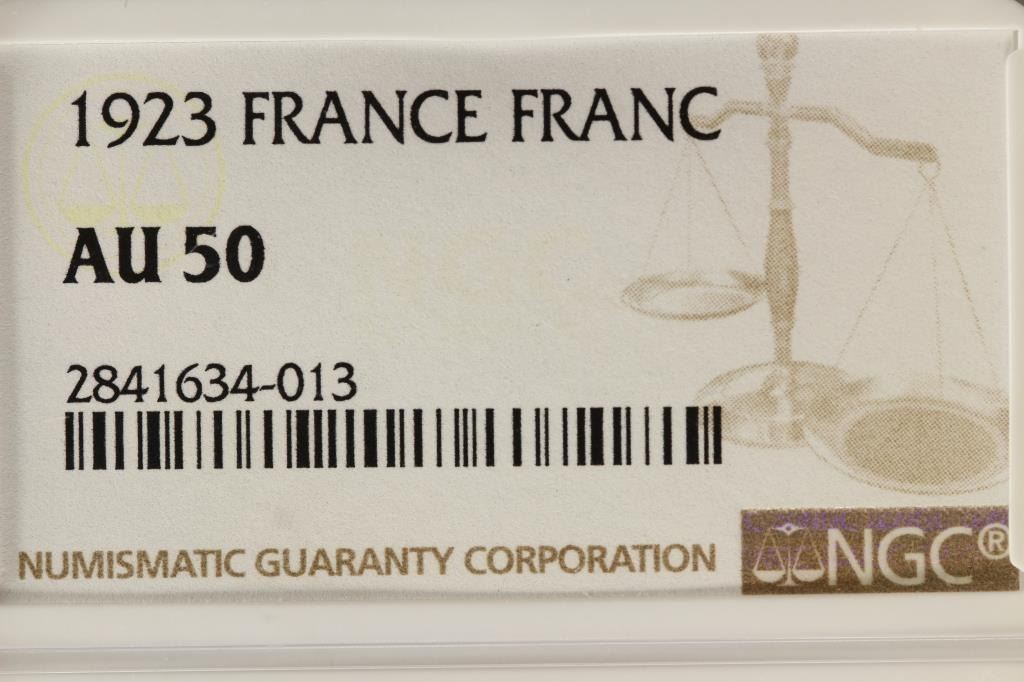 1923 FRANCE FRANC
AU 50
2841634-013
NUMISMATIC GUARANTY CORPORATION
NGC®